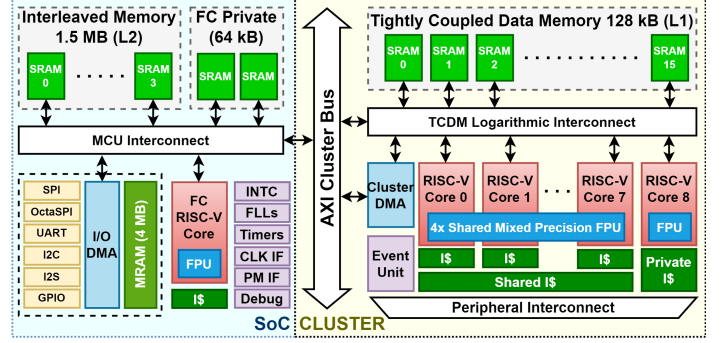 Interleaved Memory
1.5 MB (L2)
SRAM
0
SRAM
3
FC Private
(64 kB)
SRAM
SRAM
MCU Interconnect
SPI
OctaSPI
UART
I2C
I2S
GPIO
I/O
DMA
MRAM (4 MB)
FC
RISC-V
Core
FPU
I$
INTC
FLLs
Timers
CLK IF
PM IF
Debug
SoC
AXI Cluster Bus
Tightly Coupled Data Memory 128 kB (L1)
SRAM
0
SRAM
1
SRAM
2
SRAM
15
TCDM Logarithmic Interconnect
Cluster
DMA
RISC-V
Core 0
RISC-V
Core 1
RISC-V
Core 7
RISC-V
Core 8
4x Shared Mixed Precision FPU
FPU
Event
Unit
I$
I$
I$
Shared I$
Private
I$
Peripheral Interconnect
CLUSTER